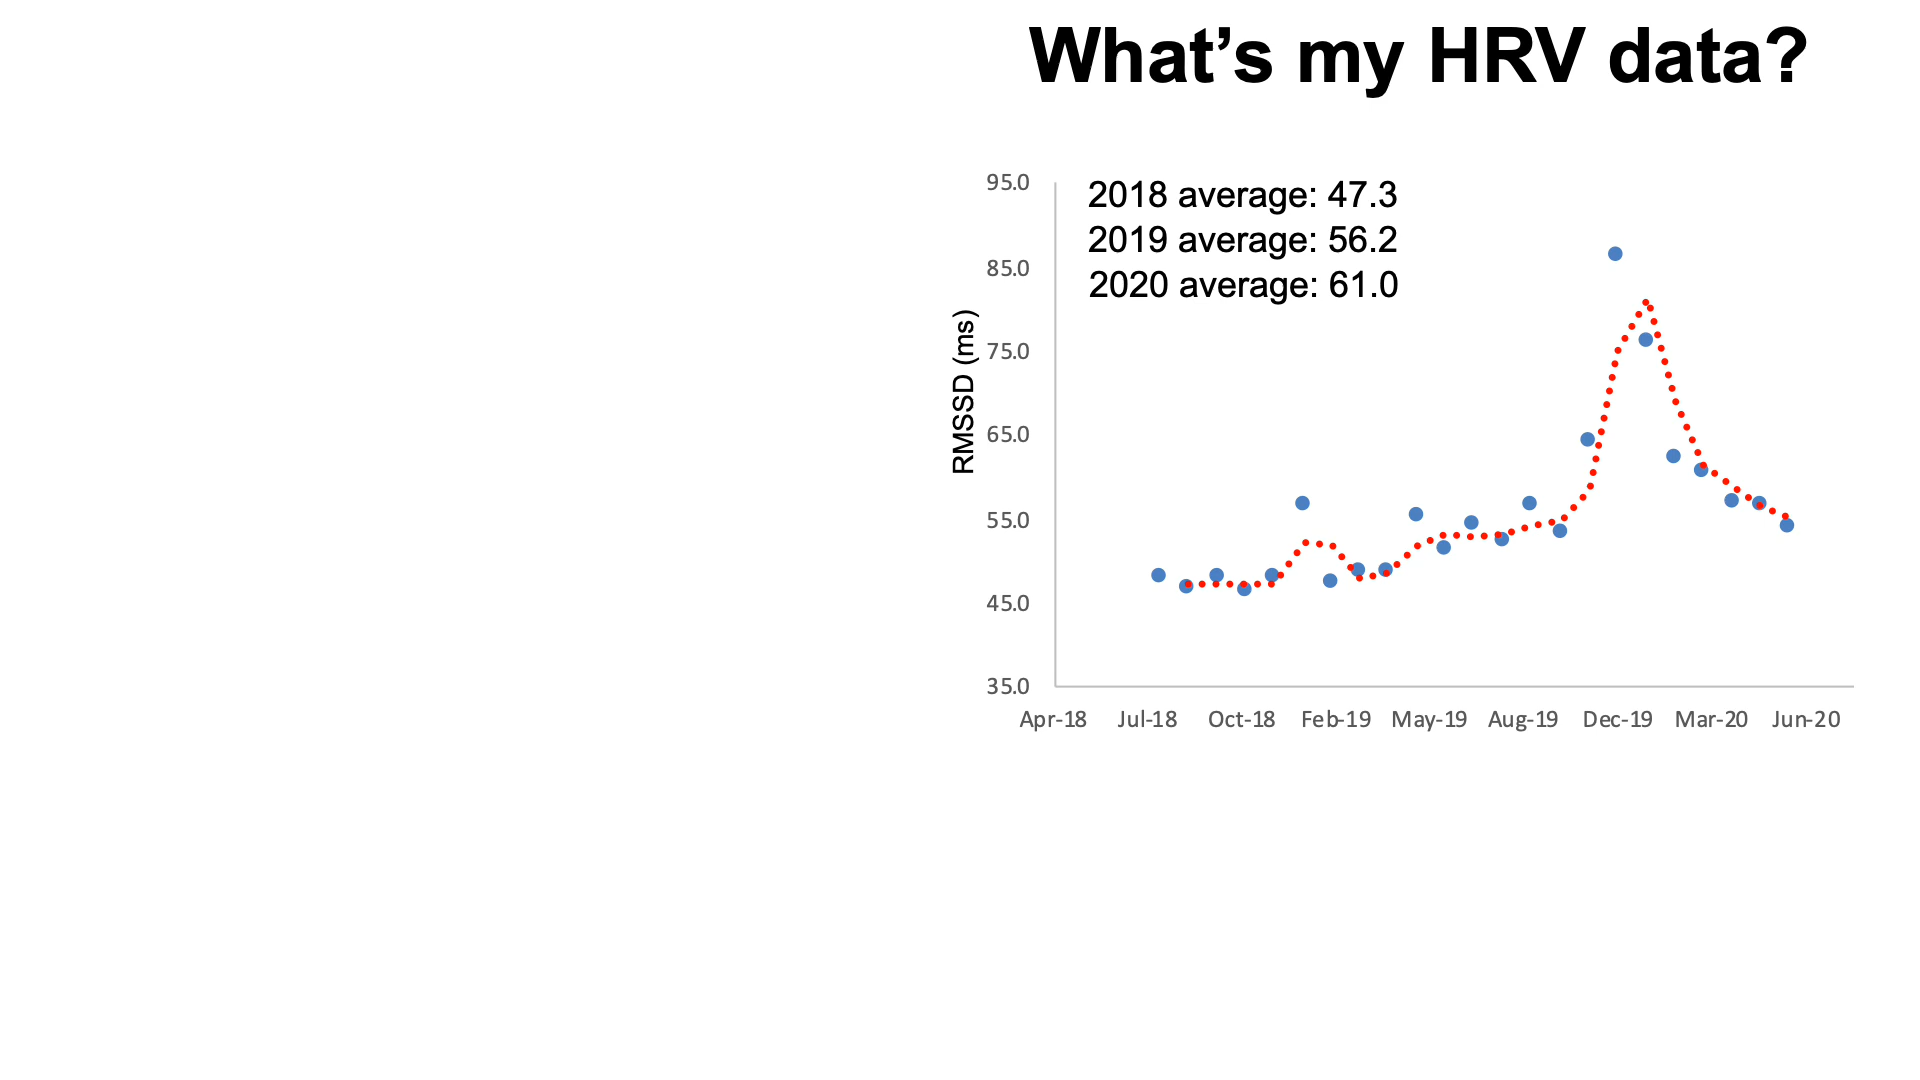 What’s my HRV data?
2018 average: 47.3
2019 average: 56.2
2020 average: 61.0
RMSSD (ms)
95.0
85.0
75.0
65.0
55.0
45.0
35.0
Apr-18 Jul-18 Oct-18 Feb-19 May-19 Aug-19 Dec-19 Mar-20 Jun-20